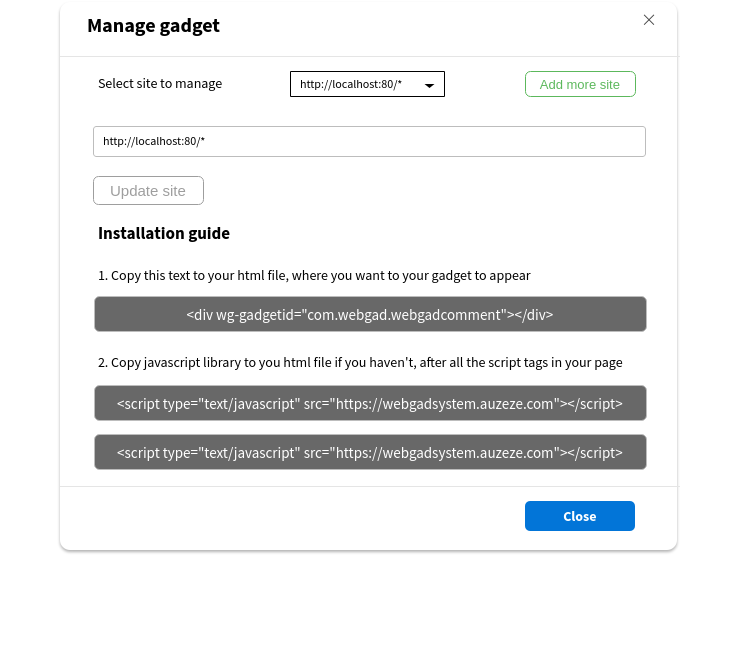 Manage gadget
Select site to manage
http://localhost:80/*
Add more site
http://localhost:80/*
Update site
Installation guide
1. Copy this text to your html file, where you want to your gadget to appear
<div wg-gadgetid="com.webgad.webgadcomment"></div>
2. Copy javascript library to you html file if you haven't, after all the script tags in your page
<script type="text/javascript" src="https://webgadsystem.auzeze.com"></script>
<script type="text/javascript" src="https://webgadsystem.auzeze.com"></script>
Close